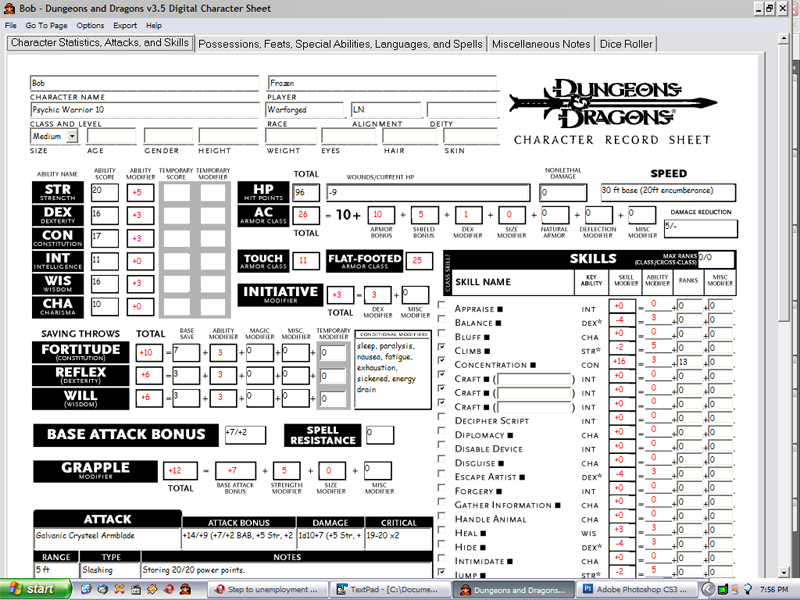 Bob - Dungeons and Dragons v3.5 Digital Character Sheet
File Go To Page Options Export Help
Character Statistics, Attacks, and Skills Possessions, Feats, Special Abilities, Languages, and Spells Miscellaneous Notes Dice Roller
Bob Frozen
CHARACTER NAME PLAYER
Psychic Warrior 10 Warforged LN
CLASS AND LEVEL RACE ALIGNMENT DEITY
Medium
SIZE AGE GENDER HEIGHT WEIGHT EYES HAIR SKIN
DUNGEONS & DRAGONS
CHARACTER RECORD SHEET
ABILITY NAME ABILITY SCORE ABILITY MODIFIER TEMPORARY SCORE TEMPORARY MODIFIER
STR STRENGTH 20 +5
DEX DEXTERITY 16 +3
CON CONSTITUTION 17 +3
INT INTELLIGENCE 11 +0
WIS WISDOM 16 +3
CHA CHARISMA 10 +0
TOTAL WOUNDS/CURRENT HP NONLETHAL DAMAGE SPEED
HP HIT POINTS 96 -9 0 30 ft base (20ft encumberance)
AC ARMOR CLASS 26 = 10+ 10 + 5 + 1 + 0 + 0 + 0 + 0
TOTAL ARMOR BONUS SHIELD BONUS DEX MODIFIER SIZE MODIFIER NATURAL ARMOR DEFLECTION MODIFIER MISC MODIFIER
DAMAGE REDUCTION
5/-
TOUCH ARMOR CLASS 11 FLAT-FOOTED ARMOR CLASS 25
INITIATIVE MODIFIER +3 = 3 + 0
TOTAL DEX MODIFIER MISC MODIFIER
SAVING THROWS TOTAL BASE SAVE ABILITY MODIFIER MAGIC MODIFIER MISC. MODIFIER TEMPORARY MODIFIER
FORTITUDE (CONSTITUTION) +10 = 7 + 3 + 0 + 0 + 0
REFLEX (DEXTERITY) +6 = 3 + 3 + 0 + 0 + 0
WILL (WISDOM) +6 = 3 + 3 + 0 + 0 + 0
CONDITIONAL MODIFIERS
sleep, paralysis,
nausea, fatigue,
exhaustion,
sickened, energy
drain
BASE ATTACK BONUS +7/+2 SPELL RESISTANCE 0
GRAPPLE MODIFIER +12 = +7 + 5 + 0 + 0
TOTAL BASE ATTACK BONUS STRENGTH MODIFIER SIZE MODIFIER MISC MODIFIER
ATTACK ATTACK BONUS DAMAGE CRITICAL
Galvanic Crysteel Armblade +14/+9 (+7/+2 BAB, +5 Str, +2 1d10+7 (+5 Str, + 19-20 x2
RANGE TYPE NOTES
5 ft Slashing Storing 20/20 power points.
CLASS SKILL? SKILLS MAX RANKS (CLASS/CROSS-CLASS) 0/0
SKILL NAME KEY ABILITY SKILL MODIFIER ABILITY MODIFIER RANKS MISC MODIFIER
APPRAISE ■ INT +0 = 0 + 0 + 0
BALANCE ■ DEX* -4 = 3 + 0 + 0
BLUFF ■ CHA +0 = 0 + 0 + 0
CLIMB ■ STR* -2 = 5 + 0 + 0
CONCENTRATION ■ CON +16 = 3 + 13 + 0
CRAFT ■ ( ) INT +0 = 0 + 0 + 0
CRAFT ■ ( ) INT +0 = 0 + 0 + 0
CRAFT ■ ( ) INT +0 = 0 + 0 + 0
DECIPHER SCRIPT INT +0 = 0 + 0 + 0
DIPLOMACY ■ CHA +0 = 0 + 0 + 0
DISABLE DEVICE INT +0 = 0 + 0 + 0
DISGUISE ■ CHA +0 = 0 + 0 + 0
ESCAPE ARTIST ■ DEX* -4 = 3 + 0 + 0
FORGERY ■ INT +0 = 0 + 0 + 0
GATHER INFORMATION ■ CHA +0 = 0 + 0 + 0
HANDLE ANIMAL CHA +0 = 0 + 0 + 0
HEAL ■ WIS +3 = 3 + 0 + 0
HIDE ■ DEX* -4 = 3 + 0 + 0
INTIMIDATE ■ CHA +0 = 0 + 0 + 0
JUMP ■ STR* -2 = 5 + 0 + 0
start Step to unemployment ... TextPad - [C:\Docume... Dungeons and Dragons... Adobe Photoshop CS3 ... 7:56 PM